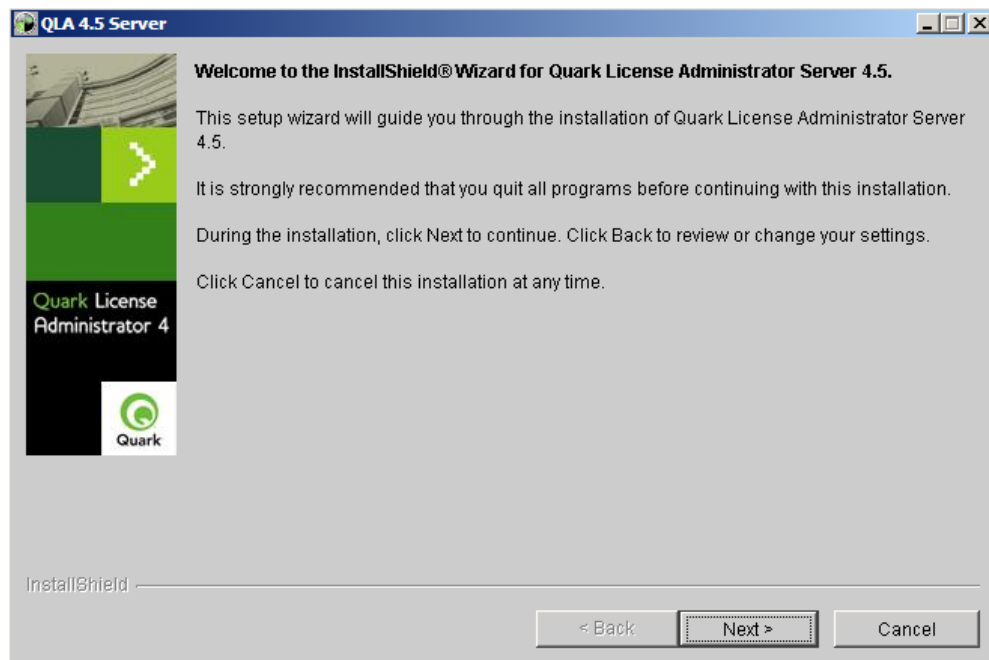 QLA 4.5 Server
Welcome to the InstallShield® Wizard for Quark License Administrator Server 4.5.
This setup wizard will guide you through the installation of Quark License Administrator Server
4.5.
It is strongly recommended that you quit all programs before continuing with this installation.
During the installation, click Next to continue. Click Back to review or change your settings.
Click Cancel to cancel this installation at any time.
Quark License
Administrator 4
Quark
InstallShield
< Back
Next >
Cancel